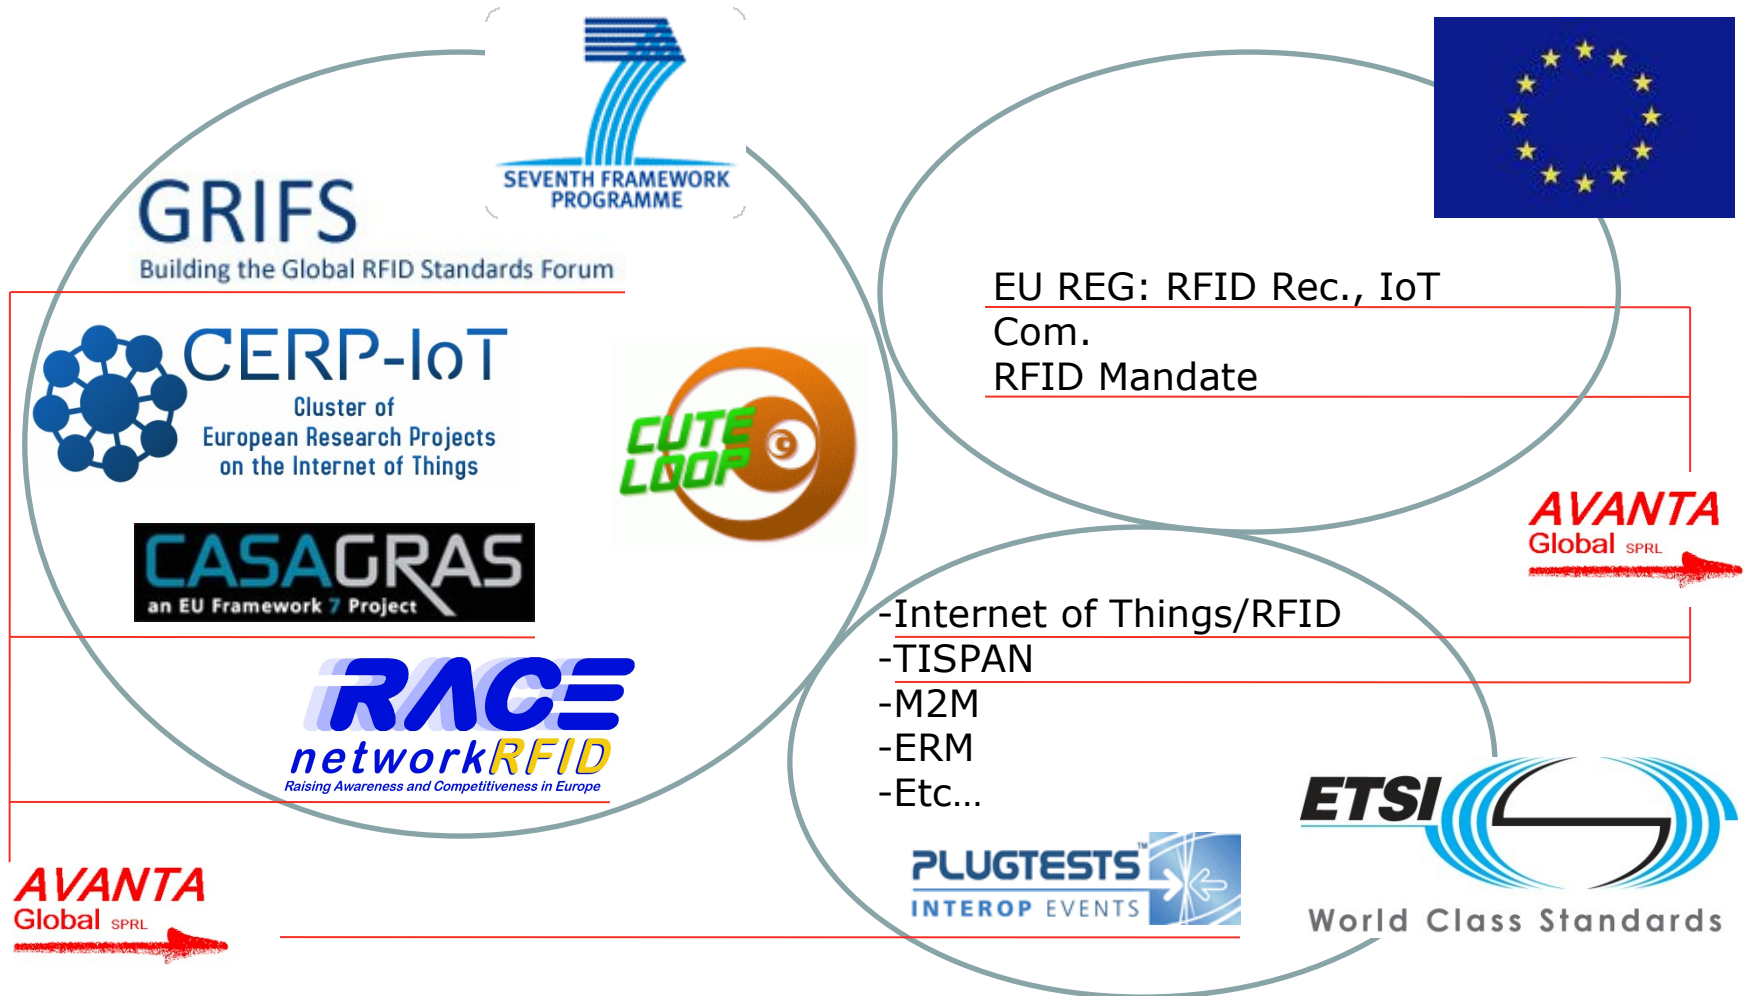 SEVENTH FRAMEWORK
PROGRAMME
GRIFS
Building the Global RFID Standards Forum
CERP-IoT
Cluster of
European Research Projects
on the Internet of Things
CUTE
LOOP
CASAGRAS
an EU Framework 7 Project
RACE
networkRFID
Raising Awareness and Competitiveness in Europe
AVANTA
Global SPRL
EU REG: RFID Rec., IoT
Com.
RFID Mandate
AVANTA
Global SPRL
-Internet of Things/RFID
-TISPAN
-M2M
-ERM
-Etc...
PLUGTESTS™
INTEROP EVENTS
ETSI
World Class Standards